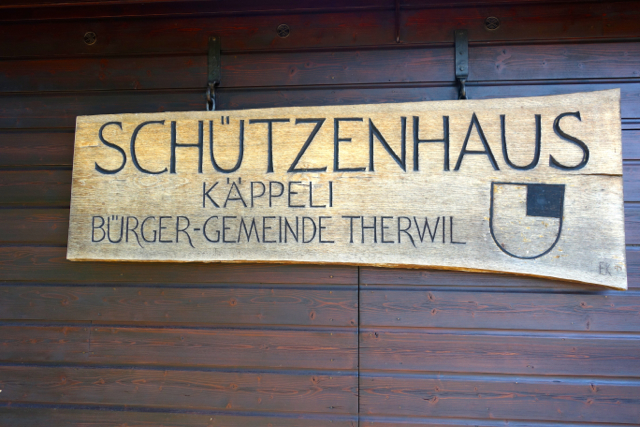 SCHÜTZENHAUS
KÄPPELI
BÜRGER-GEMEINDE THERWIL